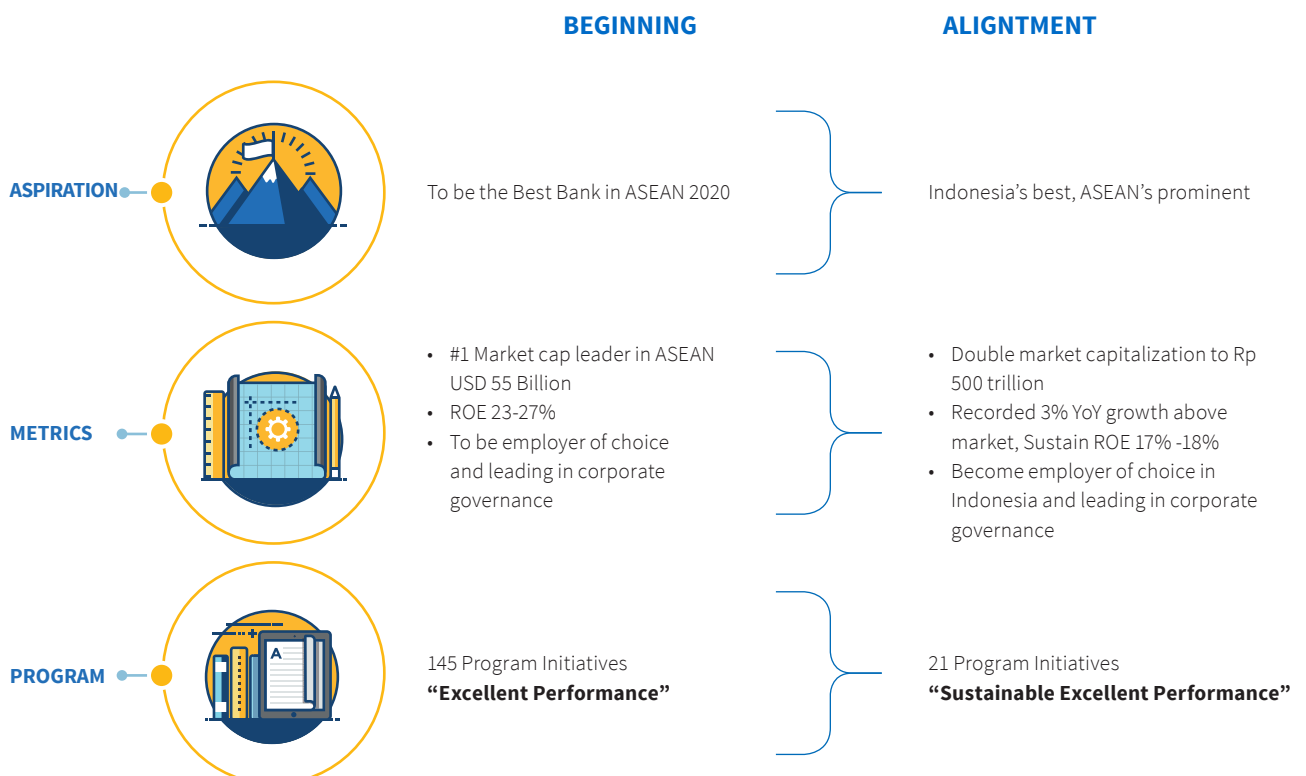 BEGINNING
ALIGNTMENT
ASPIRATION
To be the Best Bank in ASEAN 2020
Indonesia’s best, ASEAN’s prominent
METRICS
• #1 Market cap leader in ASEAN
USD 55 Billion
• ROE 23-27%
• To be employer of choice
and leading in corporate
governance
• Double market capitalization to Rp
500 trillion
• Recorded 3% YoY growth above
market, Sustain ROE 17% -18%
• Become employer of choice in
Indonesia and leading in corporate
governance
PROGRAM
A
145 Program Initiatives
“Excellent Performance”
21 Program Initiatives
“Sustainable Excellent Performance”